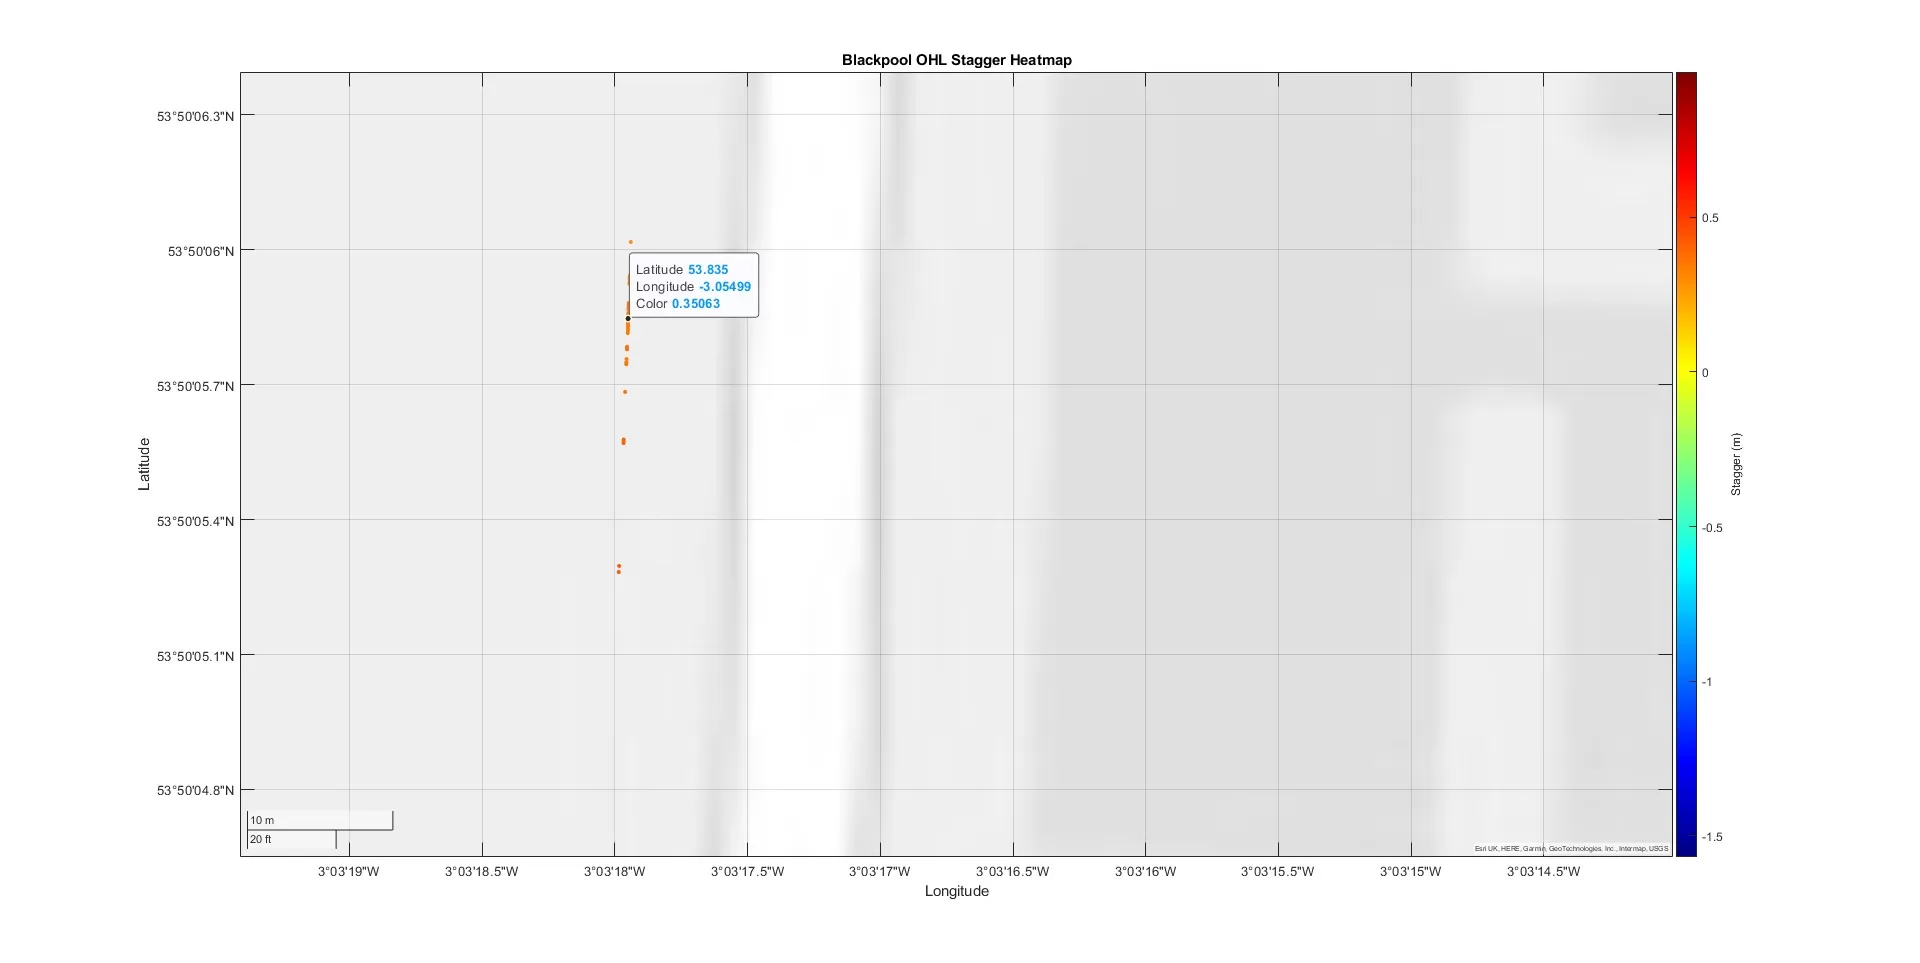 Blackpool OHL Stagger Heatmap
53°50'06.3"N
53°50'06"N
53°50'05.7"N
53°50'05.4"N
53°50'05.1"N
53°50'04.8"N
Latitude
Latitude 53.835
Longitude -3.05499
Color 0.35063
10 m
20 ft
Esri UK, HERE, Garmin, GeoTechnologies, Inc., Intermap, USGS
3°03'19"W
3°03'18.5"W
3°03'18"W
3°03'17.5"W
3°03'17"W
3°03'16.5"W
3°03'16"W
3°03'15.5"W
3°03'15"W
3°03'14.5"W
Longitude
0.5
0
-0.5
-1
-1.5
Stagger (m)